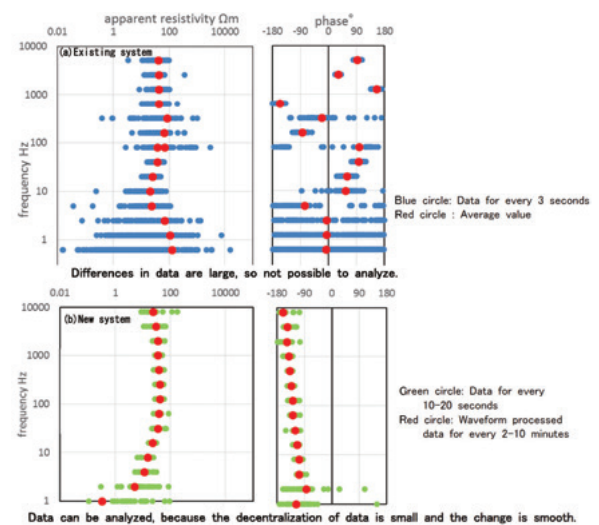 apparent resistivity Ωm
phase°
0.01 1 100 10000
-180 -90 0 90 180
(a)Existing system
10000
1000
100
10
1
frequency Hz
Blue circle: Data for every 3 seconds
Red circle : Average value
Differences in data are large, so not possible to analyze.
0.01 1 100 10000
-180 -90 0 90 180
(b)New system
10000
1000
100
10
1
frequency Hz
Green circle: Data for every
10-20 seconds
Red circle: Waveform processed
data for every 2-10 minutes
Data can be analyzed, because the decentralization of data is small and the change is smooth.